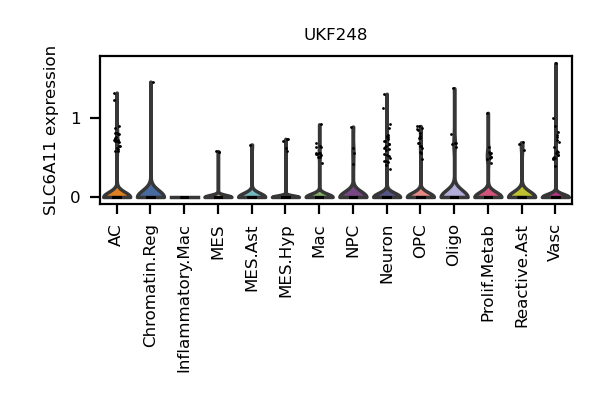 UKF248
SLC6A11 expression
1
0
AC
Chromatin.Reg
Inflammatory.Mac
MES
MES.Ast
MES.Hyp
Mac
NPC
Neuron
OPC
Oligo
Prolif.Metab
Reactive.Ast
Vasc